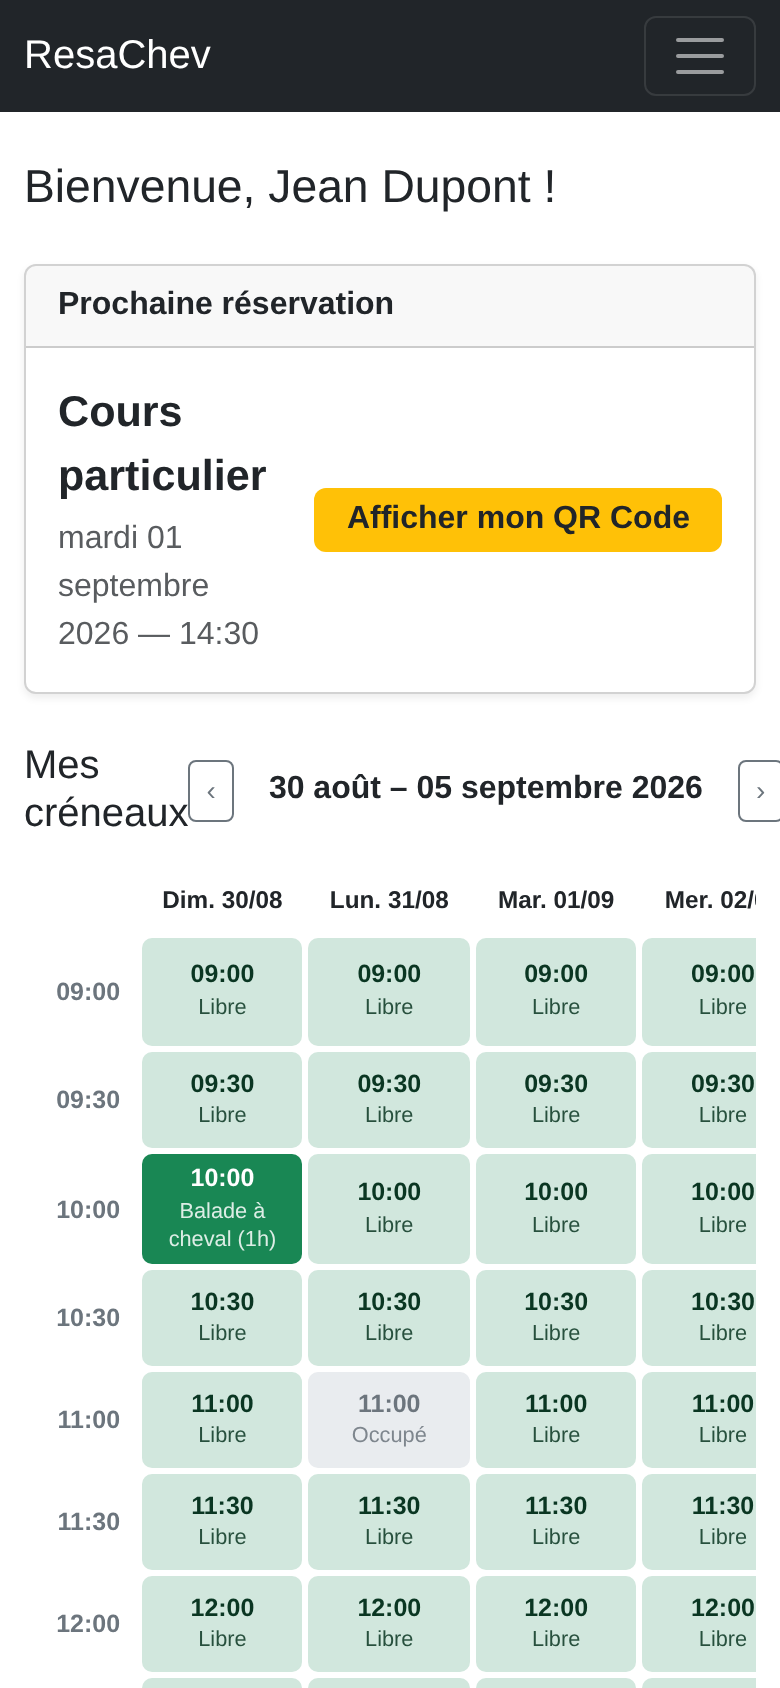 ResaChev
Bienvenue, Jean Dupont !
Prochaine réservation
Cours
particulier
mardi 01
septembre
2026 — 14:30
Afficher mon QR Code
Mes
créneaux
‹ 30 août – 05 septembre 2026 ›
Dim. 30/08 Lun. 31/08 Mar. 01/09 Mer. 02/
09:00 09:00 09:00 09:00 09:00
Libre Libre Libre Libre
09:30 09:30 09:30 09:30 09:30
Libre Libre Libre Libre
10:00 10:00 10:00 10:00 10:00
Balade à
cheval (1h) Libre Libre Libre
10:30 10:30 10:30 10:30 10:30
Libre Libre Libre Libre
11:00 11:00 11:00 11:00 11:00
Libre Occupé Libre Libre
11:30 11:30 11:30 11:30 11:30
Libre Libre Libre Libre
12:00 12:00 12:00 12:00 12:00
Libre Libre Libre Libre